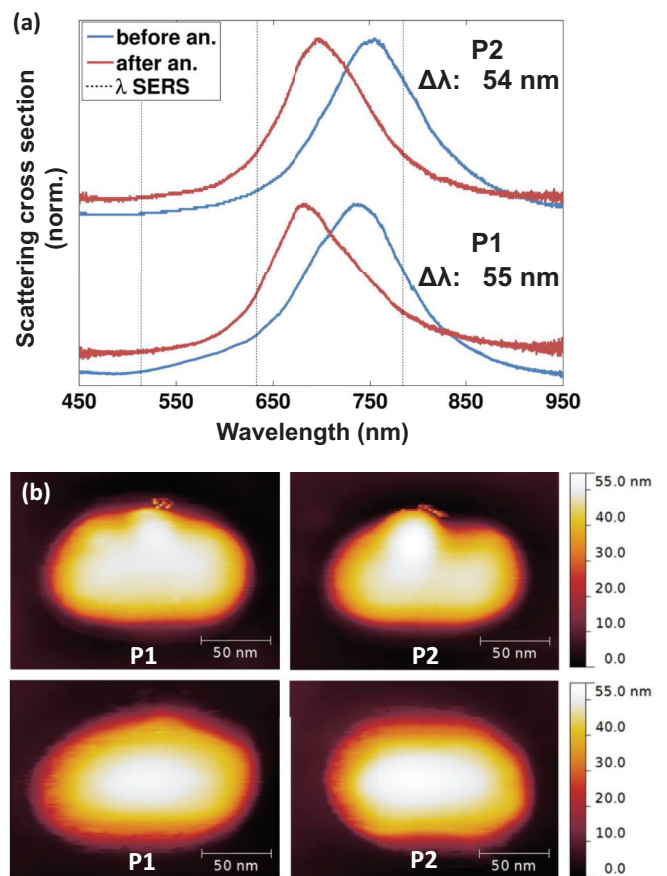 (a)
before an.
after an.
λ SERS
P2
Δλ: 54 nm
P1
Δλ: 55 nm
Scattering cross section
(norm.)
450 550 650 750 850 950
Wavelength (nm)
(b)
P1
50 nm
P2
50 nm
55.0 nm
40.0
30.0
20.0
10.0
0.0
P1
50 nm
P2
50 nm
55.0 nm
40.0
30.0
20.0
10.0
0.0